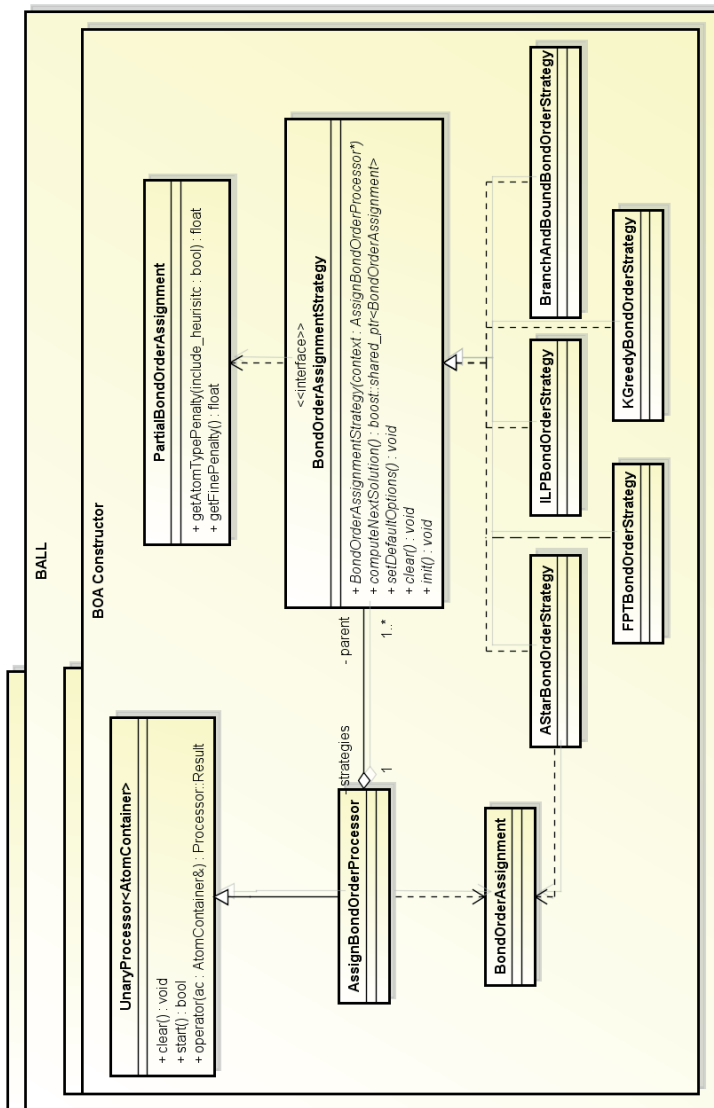 BALL
BOA Constructor
UnaryProcessor<AtomContainer>
+ clear() : void
+ start() : bool
+ operator(ac : AtomContainer&) : Processor::Result
PartialBondOrderAssignment
+ getAtomTypePenalty(include_heurisitc : bool) : float
+ getFinePenalty() : float
AssignBondOrderProcessor
- strategies
1
- parent
1..*
<<interface>>
BondOrderAssignmentStrategy
+ BondOrderAssignmentStrategy(context : AssignBondOrderProcessor*)
+ computeNextSolution() : boost::shared_ptr<BondOrderAssignment>
+ setDefaultOptions() : void
+ clear() : void
+ init() : void
BondOrderAssignment
AStarBondOrderStrategy
ILPBondOrderStrategy
BranchAndBoundBondOrderStrategy
FPTBondOrderStrategy
KGreedyBondOrderStrategy